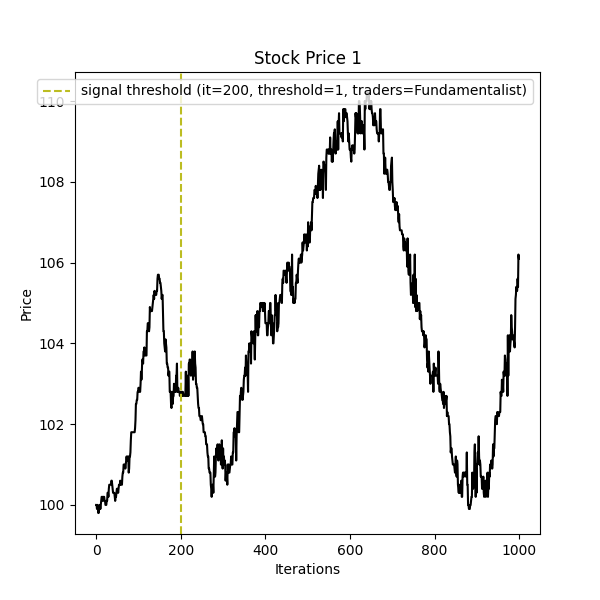 Stock Price 1
signal threshold (it=200, threshold=1, traders=Fundamentalist)
110
108
106
104
102
100
Price
0 200 400 600 800 1000
Iterations